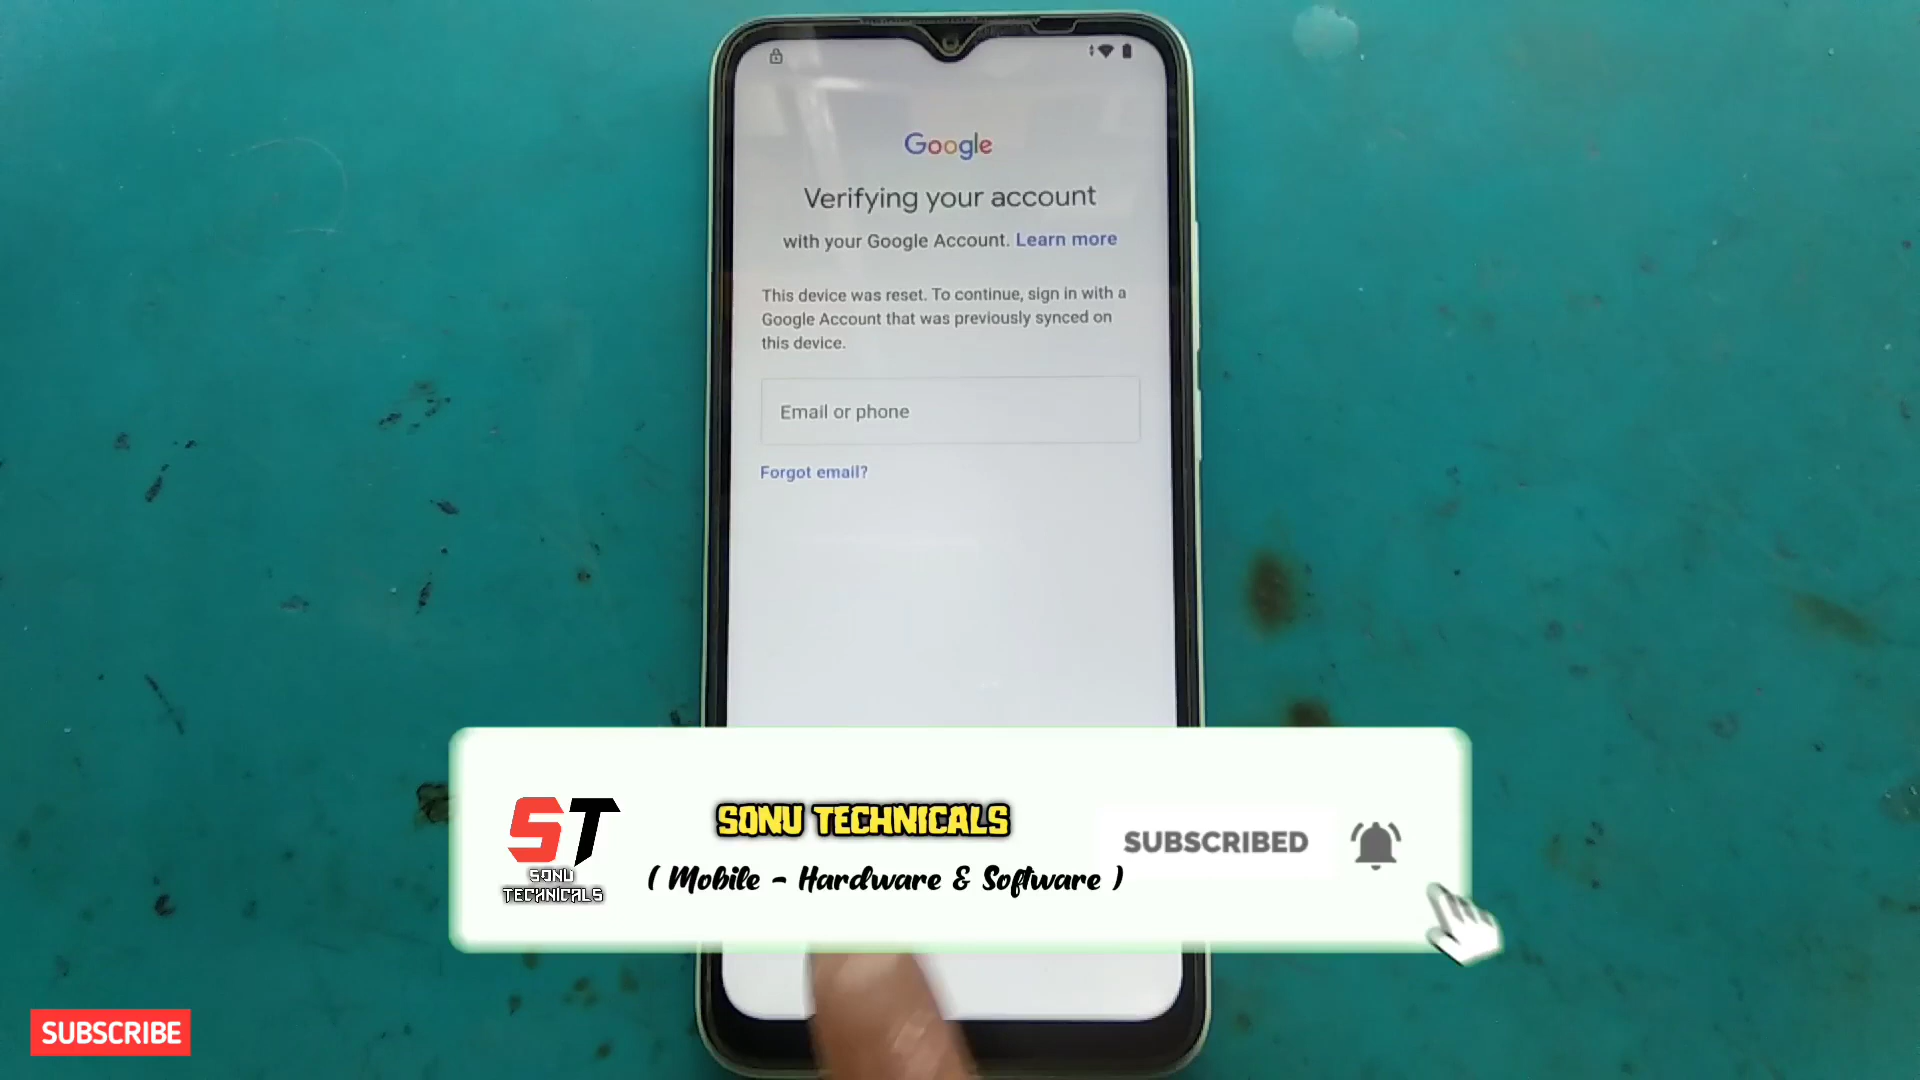 Google
Verifying your account
with your Google Account. Learn more
This device was reset. To continue, sign in with a
Google Account that was previously synced on
this device.
Email or phone
Forgot email?
ST
SONU
TECHNICALS
SONU TECHNICALS
( Mobile - Hardware & Software )
SUBSCRIBED
SUBSCRIBE